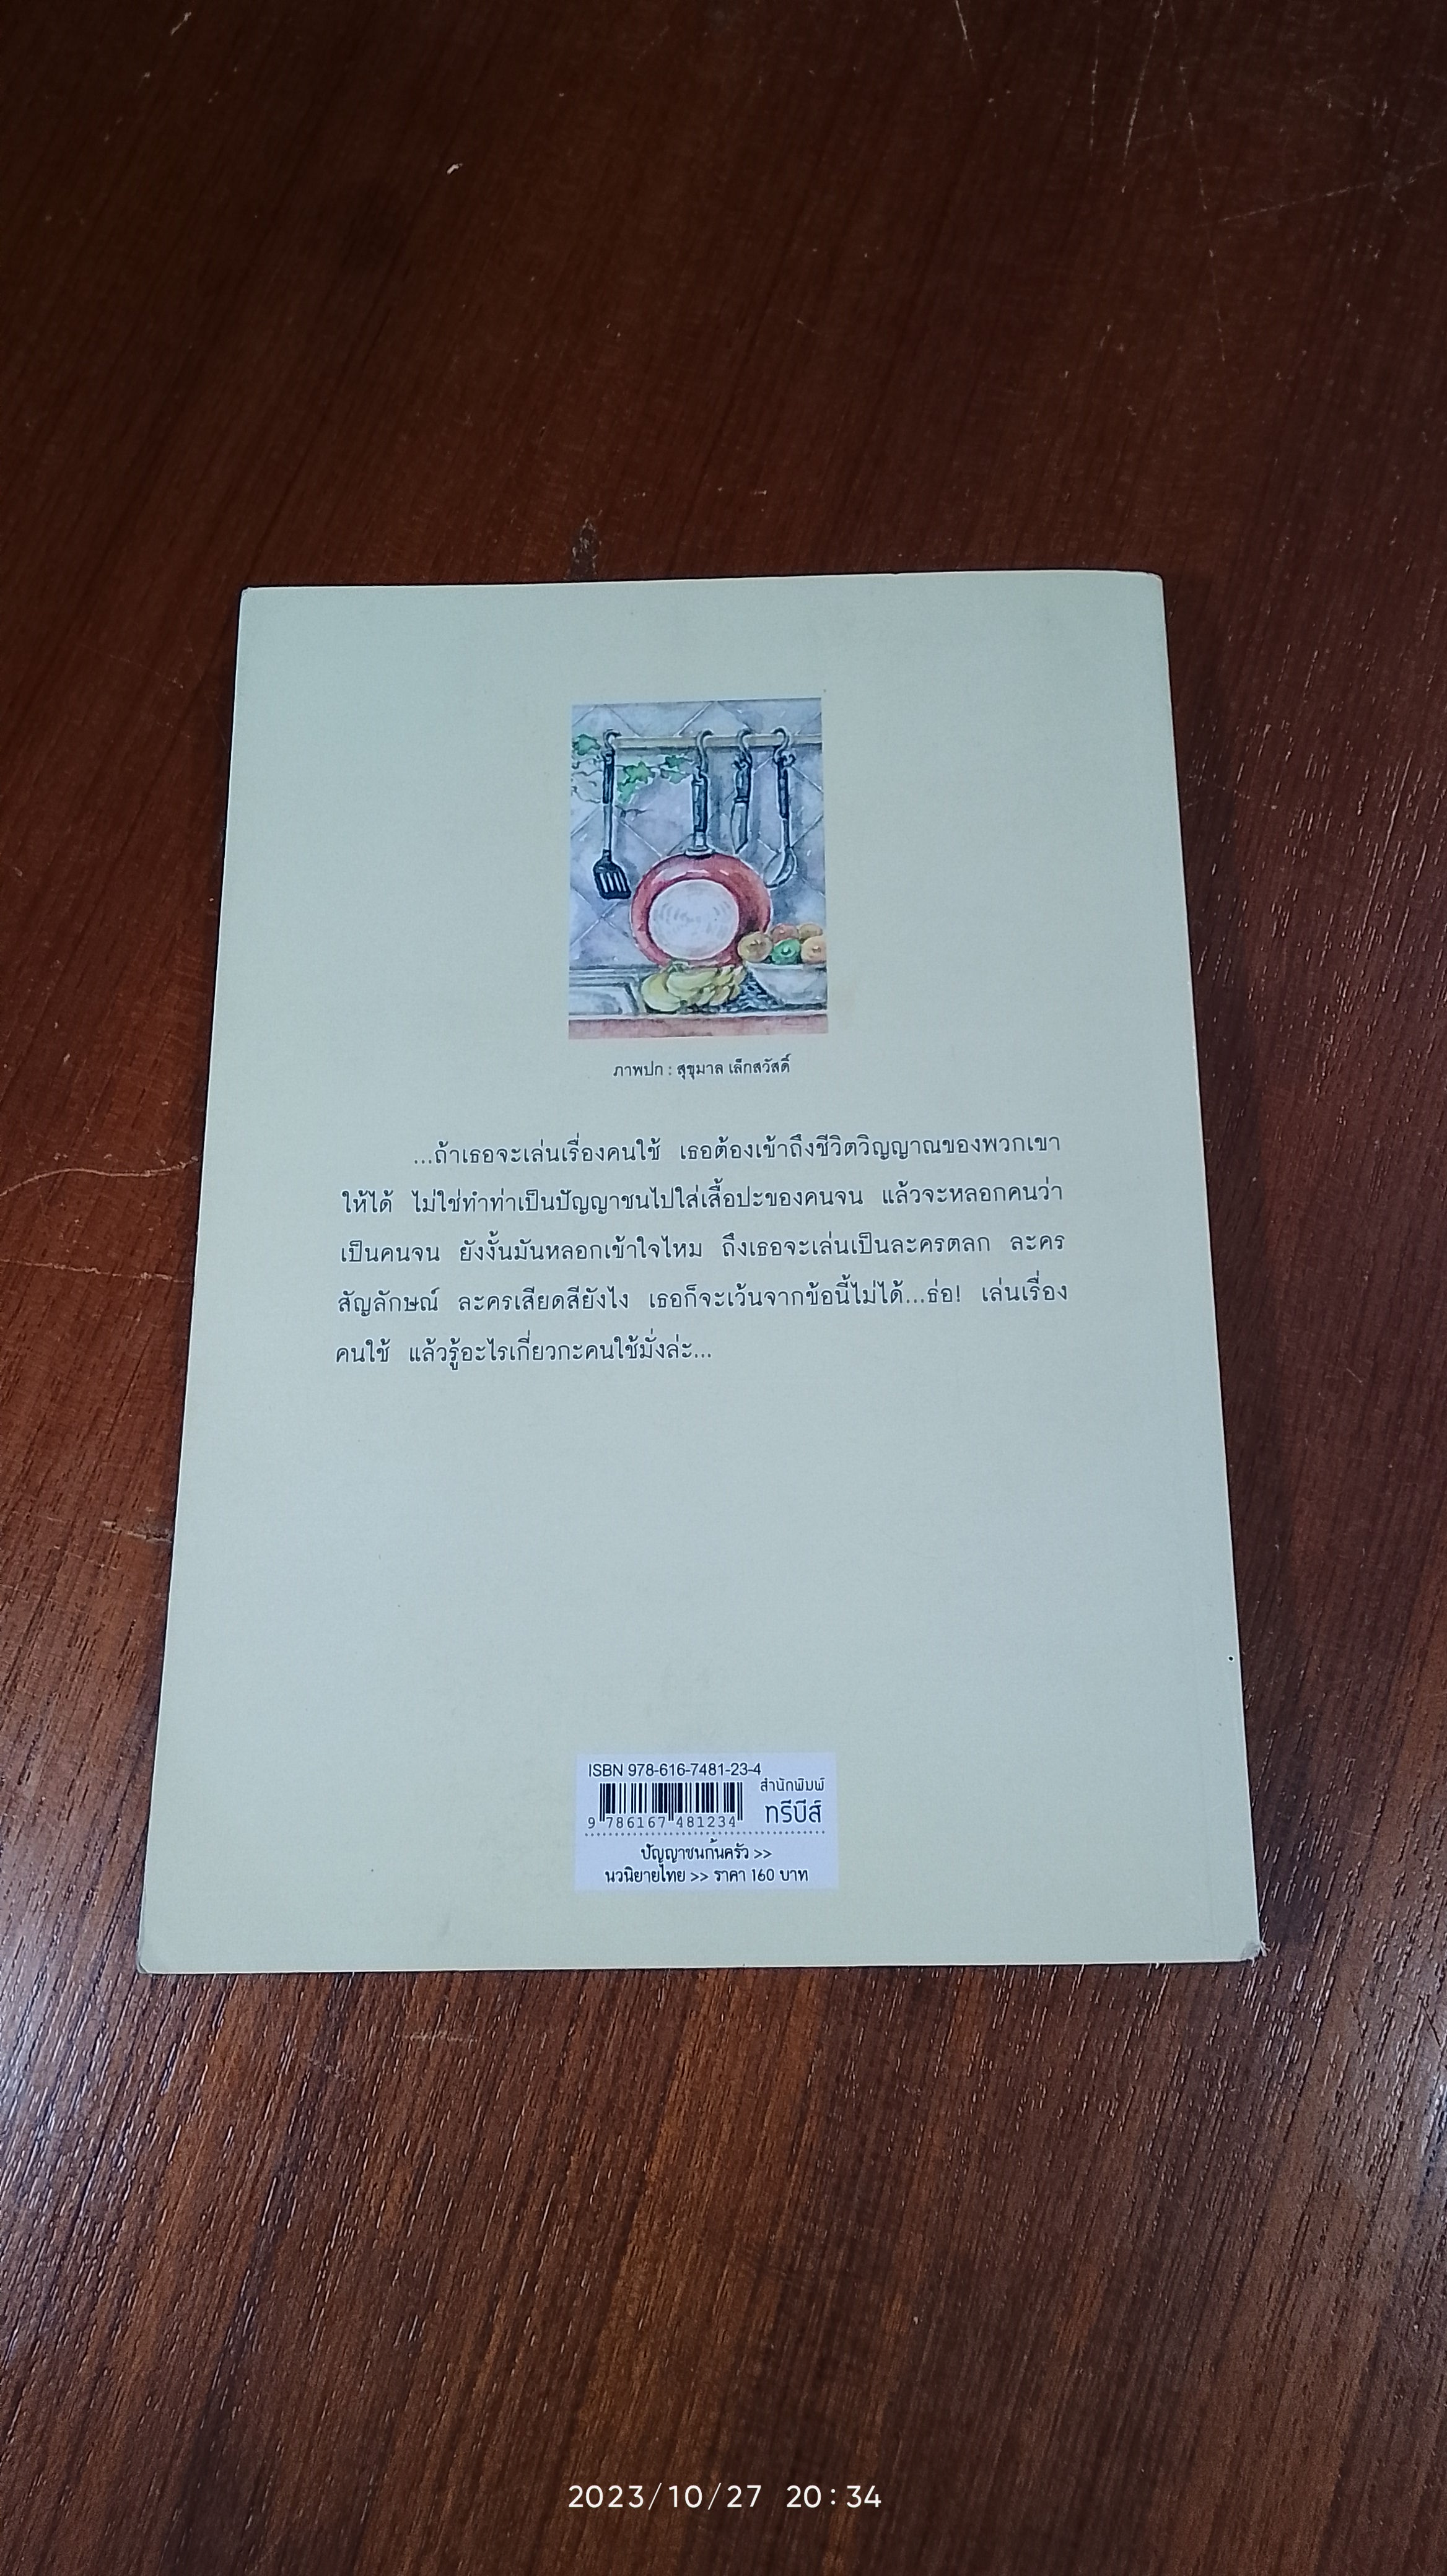 ภาพปก : สุขุมาล เล็กสวัสดิ์
...ถ้าเธอจะเล่นเรื่องคนใช้ เธอต้องเข้าถึงชีวิตวิญญาณของพวกเขา
ให้ได้ ไม่ใช่ทำท่าเป็นปัญญาชนไปใส่เสื้อปะของคนจน แล้วจะหลอกคนว่า
เป็นคนจน ยังงั้นมันหลอกเข้าใจไหม ถึงเธอจะเล่นเป็นละครตลก ละคร
สัญลักษณ์ ละครเสียดสียังไง เธอก็จะเว้นจากข้อนี้ไม่ได้...ธ่อ! เล่นเรื่อง
คนใช้ แล้วรู้อะไรเกี่ยวกะคนใช้มั่งล่ะ...
ISBN 978-616-7481-23-4
สำนักพิมพ์
ทรีบีส์
9 786167 481234
ปัญญาชนก้นครัว >>
นวนิยายไทย >> ราคา 160 บาท
2023/10/27 20:34